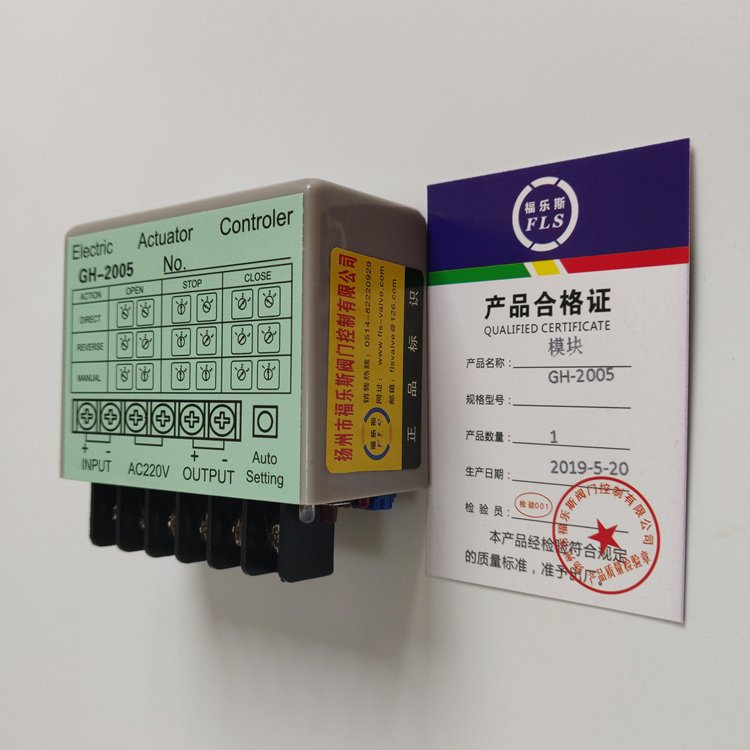 Electric Actuator Controler
GH-2005 No.
ACTION OPEN STOP CLOSE
DIRECT
REVERSE
MANUAL
+ - + -
INPUT AC220V OUTPUT
Auto
Setting
扬州市福乐斯阀门控制有限公司
销售热线:0514-82220929
网址: www.fls-valve.com
邮箱: flsvalve@126.com
福乐斯
正品标识
福乐斯
FLS
产品合格证
QUALIFIED CERTIFICATE
产品名称: 模块
规格型号: GH-2005
产品数量: 1
生产日期: 2019-5-20
检验员: 检验001
本产品经检验符合规定
的质量标准,准予出厂。
扬州市福乐斯阀门控制有限公司
产品质量检验章